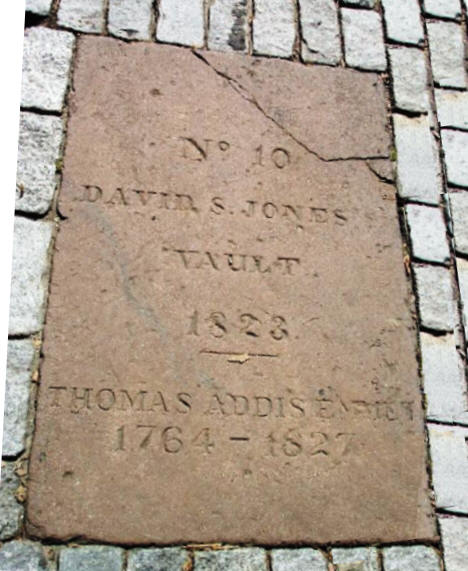 No 10
DAVID S. JONES
VAULT
1823
THOMAS ADDIS EMMET
1764 - 1827